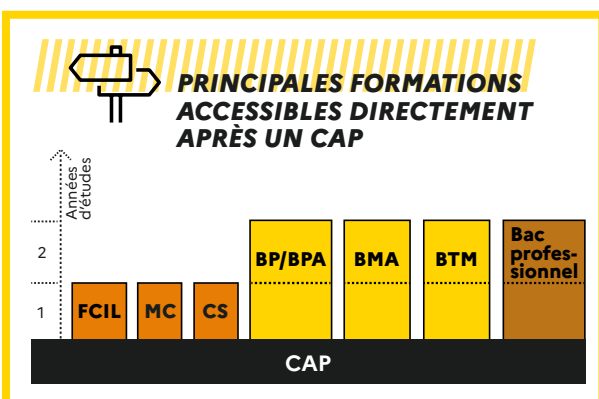 PRINCIPALES FORMATIONS
ACCESSIBLES DIRECTEMENT
APRÈS UN CAP
Années
d'études
2
1
FCIL
MC
CS
BP/BPA
BMA
BTM
Bac
profes-
sionnel
CAP